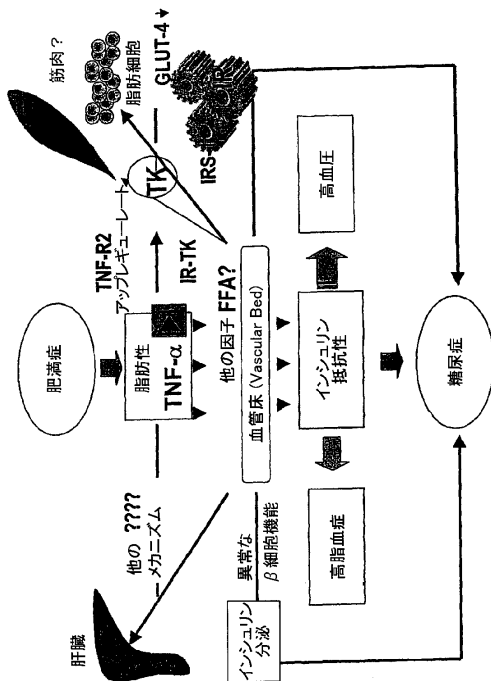 肥満症
脂肪性
TNF-α
TNF-R2
アップレギュレート
IR-TK
TK
筋肉？
脂肪細胞
GLUT-4
IR
IRS-
他の ????
メカニズム
肝臓
他の因子 FFA?
血管床 (Vascular Bed)
異常な
β 細胞機能
インシュリン
分泌
インシュリン
抵抗性
高血圧
高脂血症
糖尿症